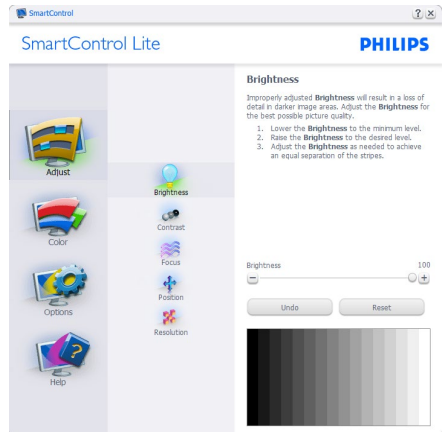 SmartControl
SmartControl Lite
PHILIPS
Adjust
Color
Options
Help
Brightness
Contrast
Focus
Position
Resolution
Brightness
Improperly adjusted Brightness will result in a loss of
detail in darker image areas. Adjust the Brightness for
the best possible picture quality.
1. Lower the Brightness to the minimum level.
2. Raise the Brightness to the desired level.
3. Adjust the Brightness as needed to achieve
an equal separation of the stripes.
Brightness 100
Undo Reset